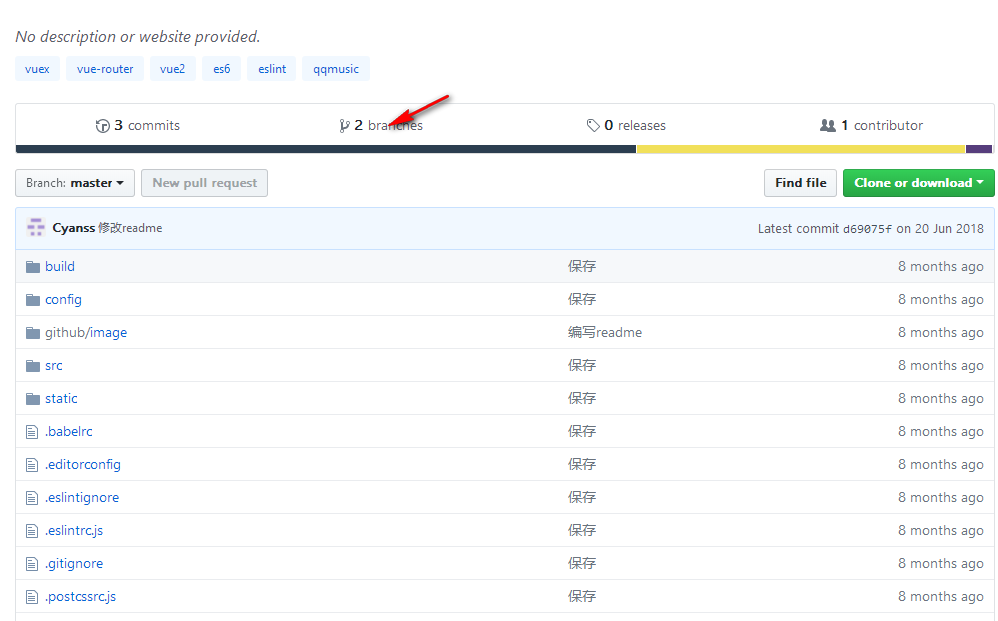 No description or website provided.
vuex vue-router vue2 es6 eslint qqmusic
3 commits 2 branches 0 releases 1 contributor
Branch: master New pull request Find file Clone or download
Cyanss 修改readme Latest commit d69075f on 20 Jun 2018
build 保存 8 months ago
config 保存 8 months ago
github/image 编写readme 8 months ago
src 保存 8 months ago
static 保存 8 months ago
.babelrc 保存 8 months ago
.editorconfig 保存 8 months ago
.eslintignore 保存 8 months ago
.eslintrc.js 保存 8 months ago
.gitignore 保存 8 months ago
.postcssrc.js 保存 8 months ago